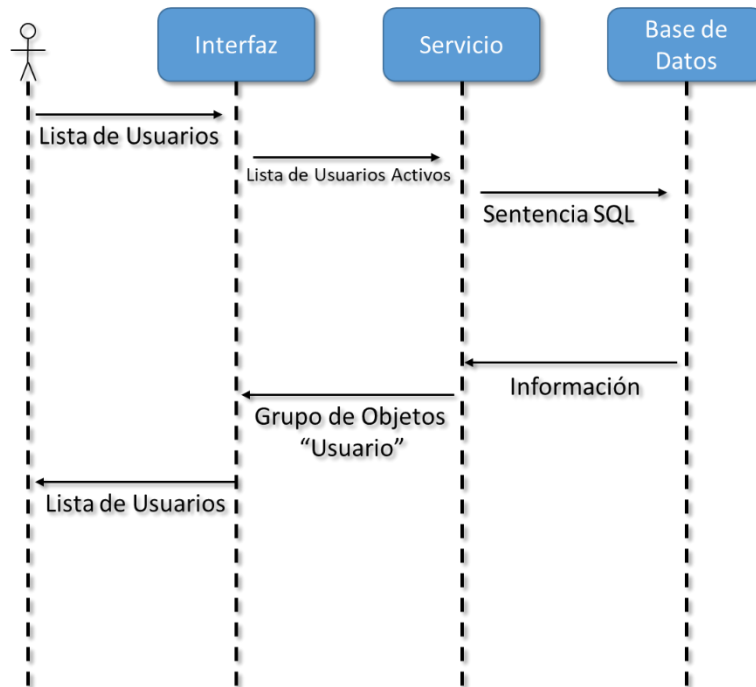 Interfaz
Servicio
Base de
Datos
Lista de Usuarios
Lista de Usuarios Activos
Sentencia SQL
Información
Grupo de Objetos
“Usuario”
Lista de Usuarios